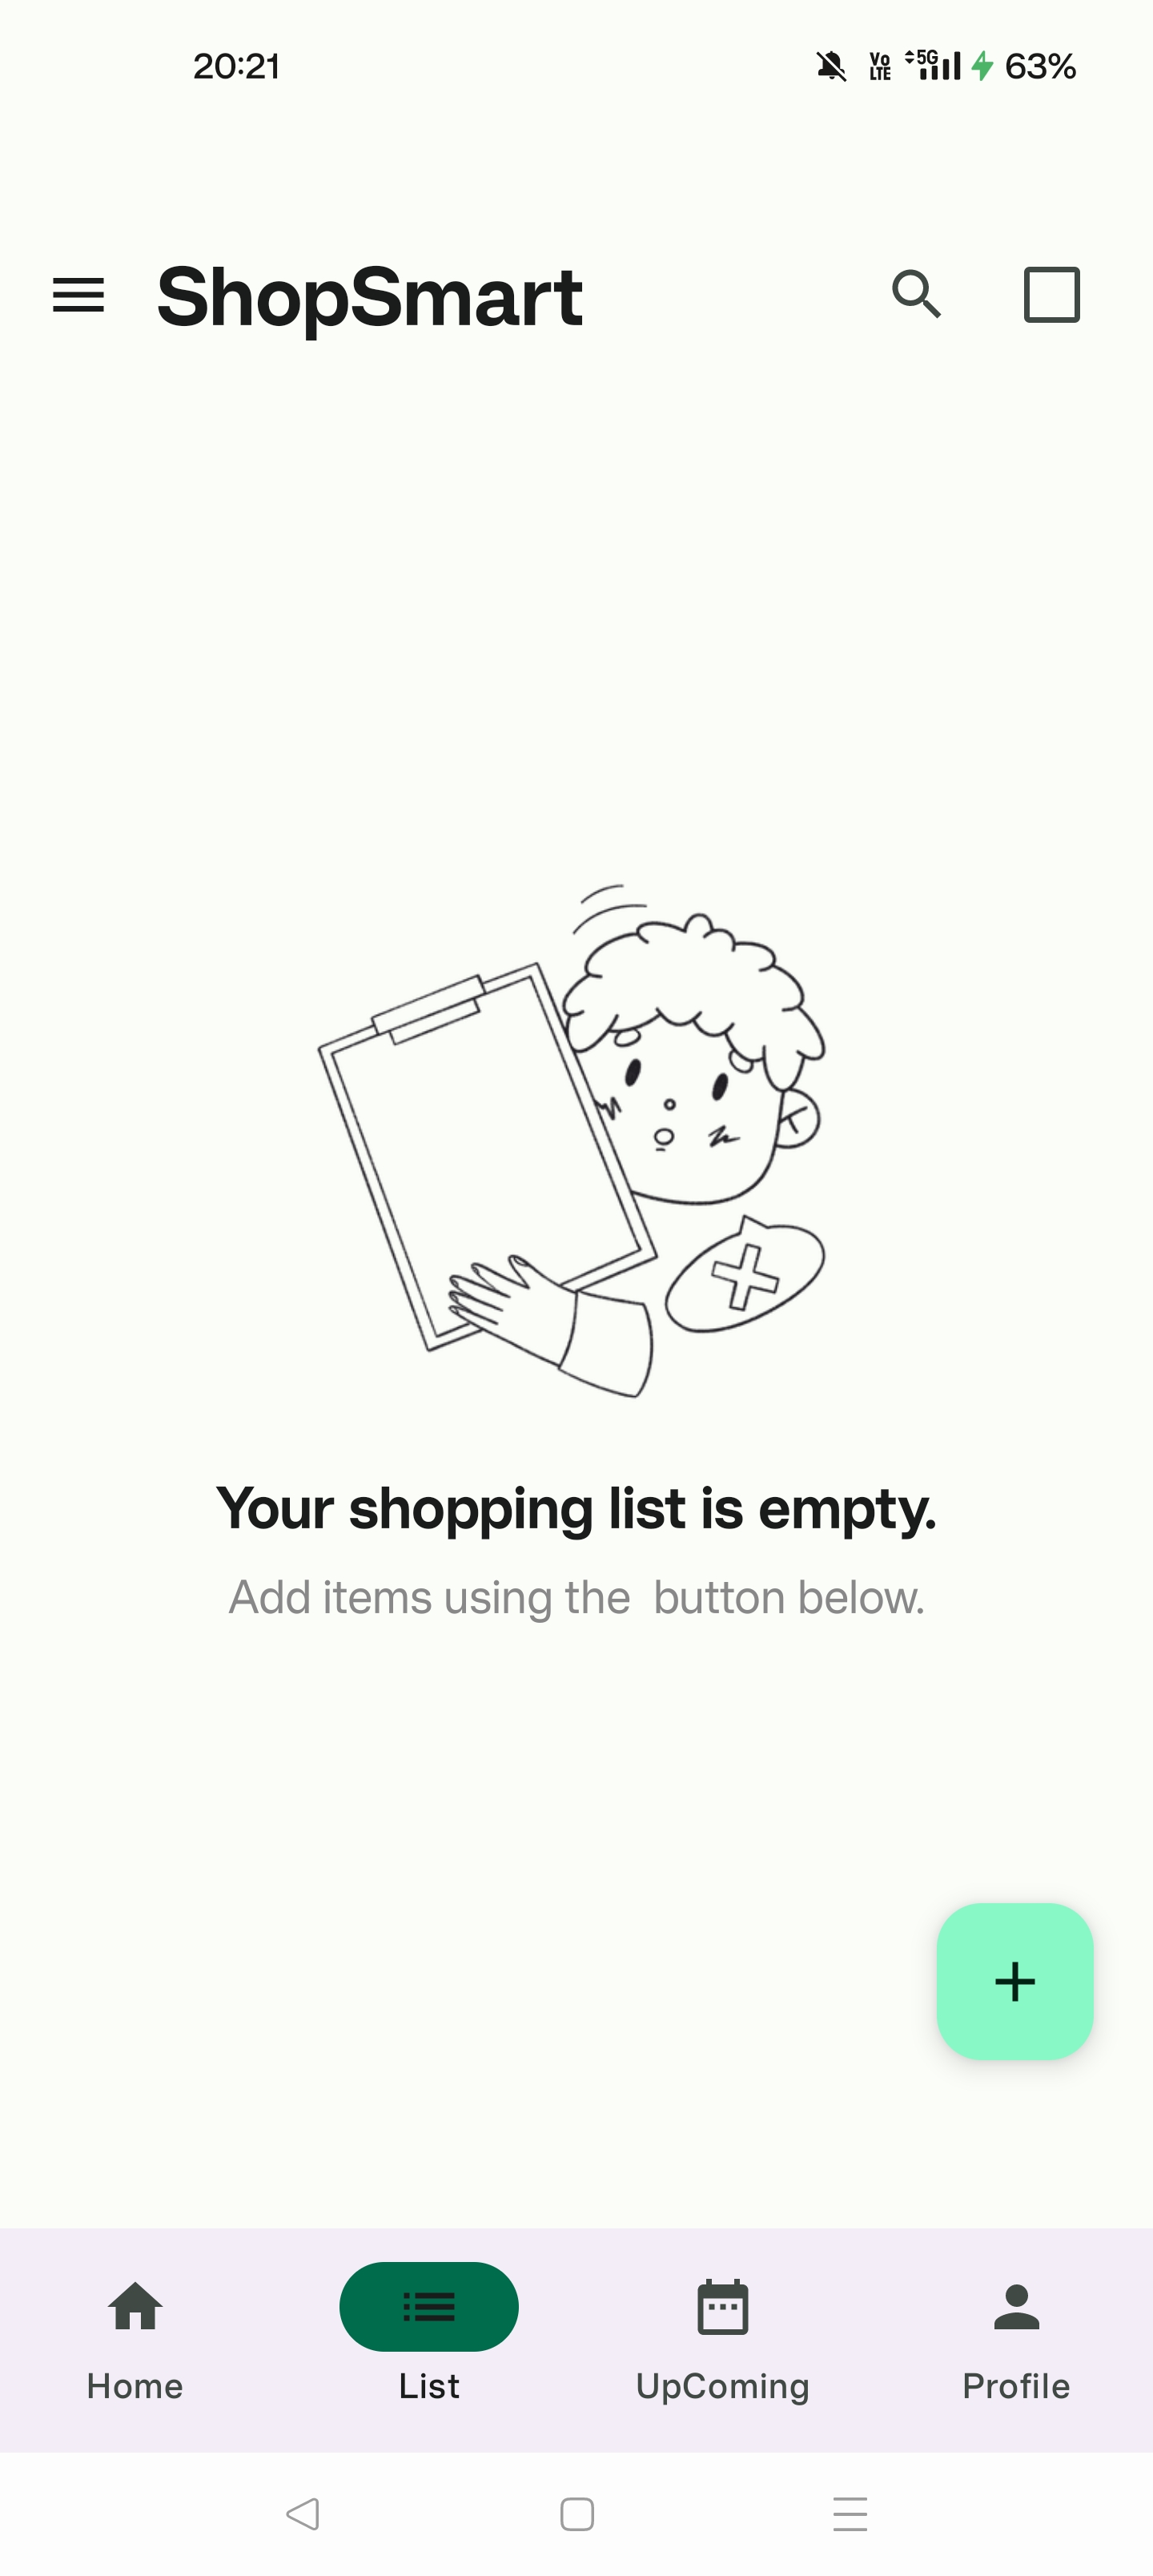 20:21
Vo LTE 5G 63%
ShopSmart
Your shopping list is empty.
Add items using the  button below.
Home List UpComing Profile